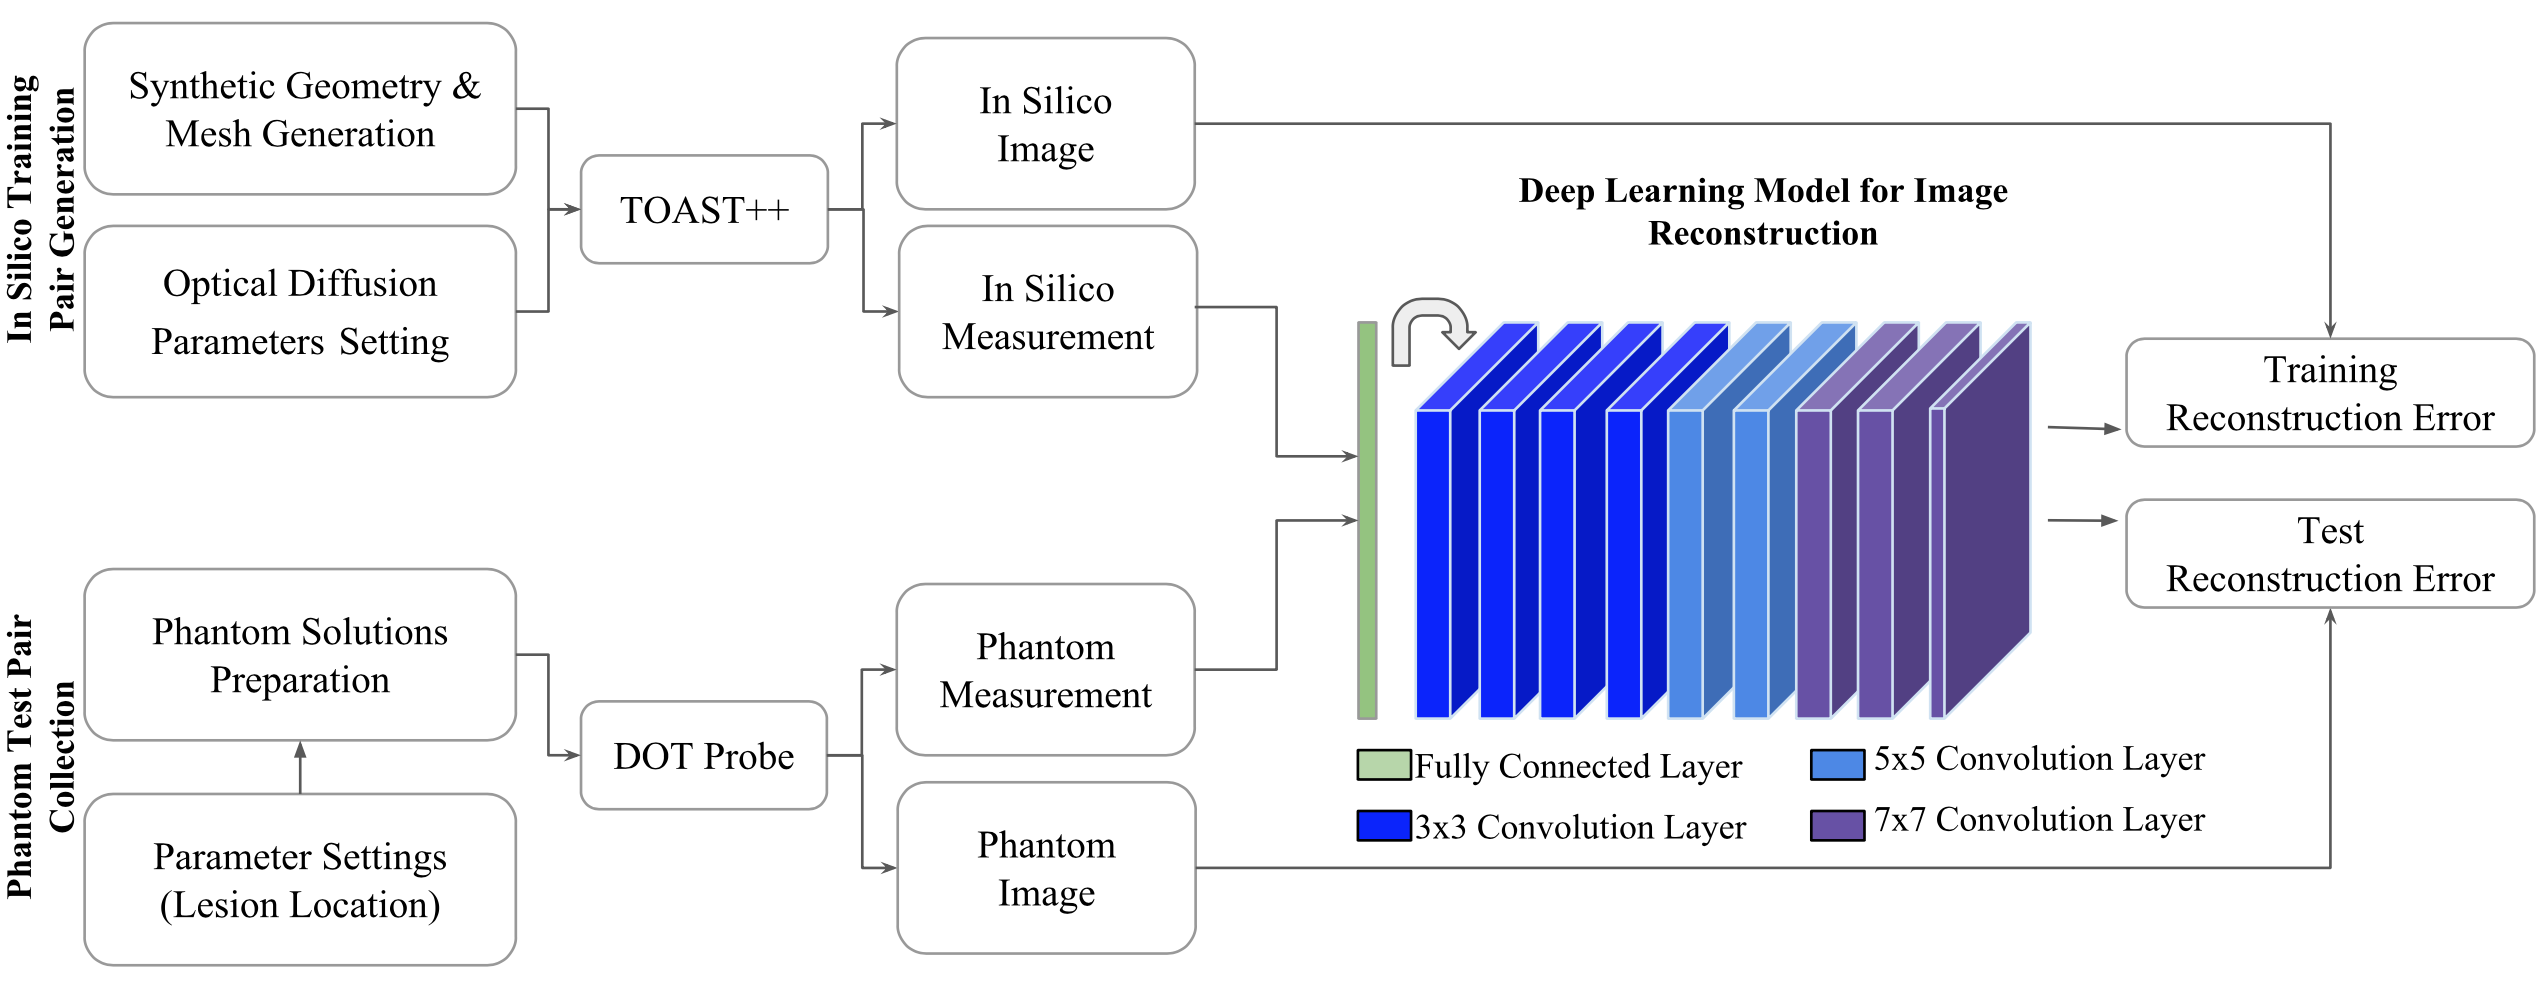 In Silico Training
Pair Generation
Synthetic Geometry &
Mesh Generation
Optical Diffusion
Parameters Setting
TOAST++
In Silico
Image
In Silico
Measurement
Deep Learning Model for Image
Reconstruction
Training
Reconstruction Error
Test
Reconstruction Error
Phantom Test Pair
Collection
Phantom Solutions
Preparation
Parameter Settings
(Lesion Location)
DOT Probe
Phantom
Measurement
Phantom
Image
Fully Connected Layer
3x3 Convolution Layer
5x5 Convolution Layer
7x7 Convolution Layer